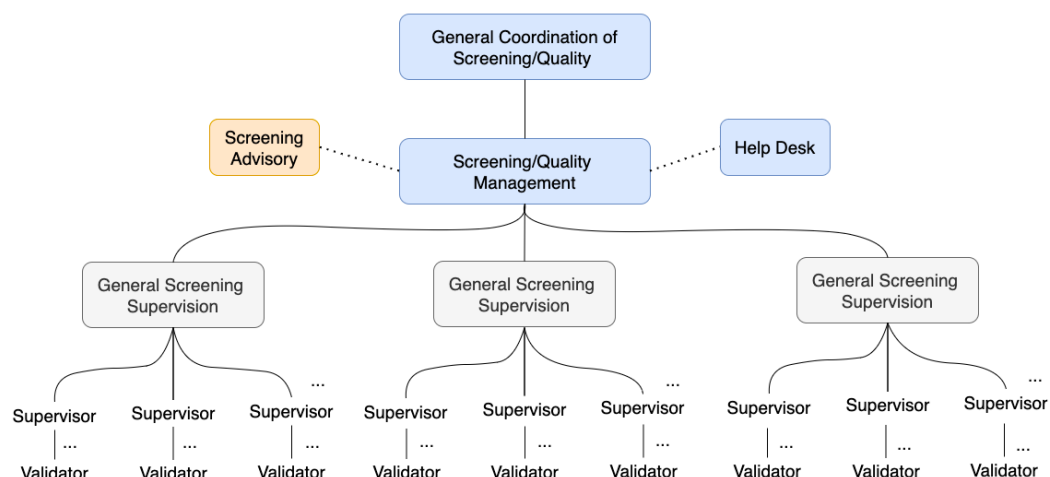 General Coordination of
Screening/Quality
Screening
Advisory
Screening/Quality
Management
Help Desk
General Screening
Supervision
General Screening
Supervision
General Screening
Supervision
...
...
...
Supervisor
Supervisor
Supervisor
Supervisor
Supervisor
Supervisor
Supervisor
Supervisor
Supervisor
...
...
...
...
...
...
...
...
...
Validator
Validator
Validator
Validator
Validator
Validator
Validator
Validator
Validator